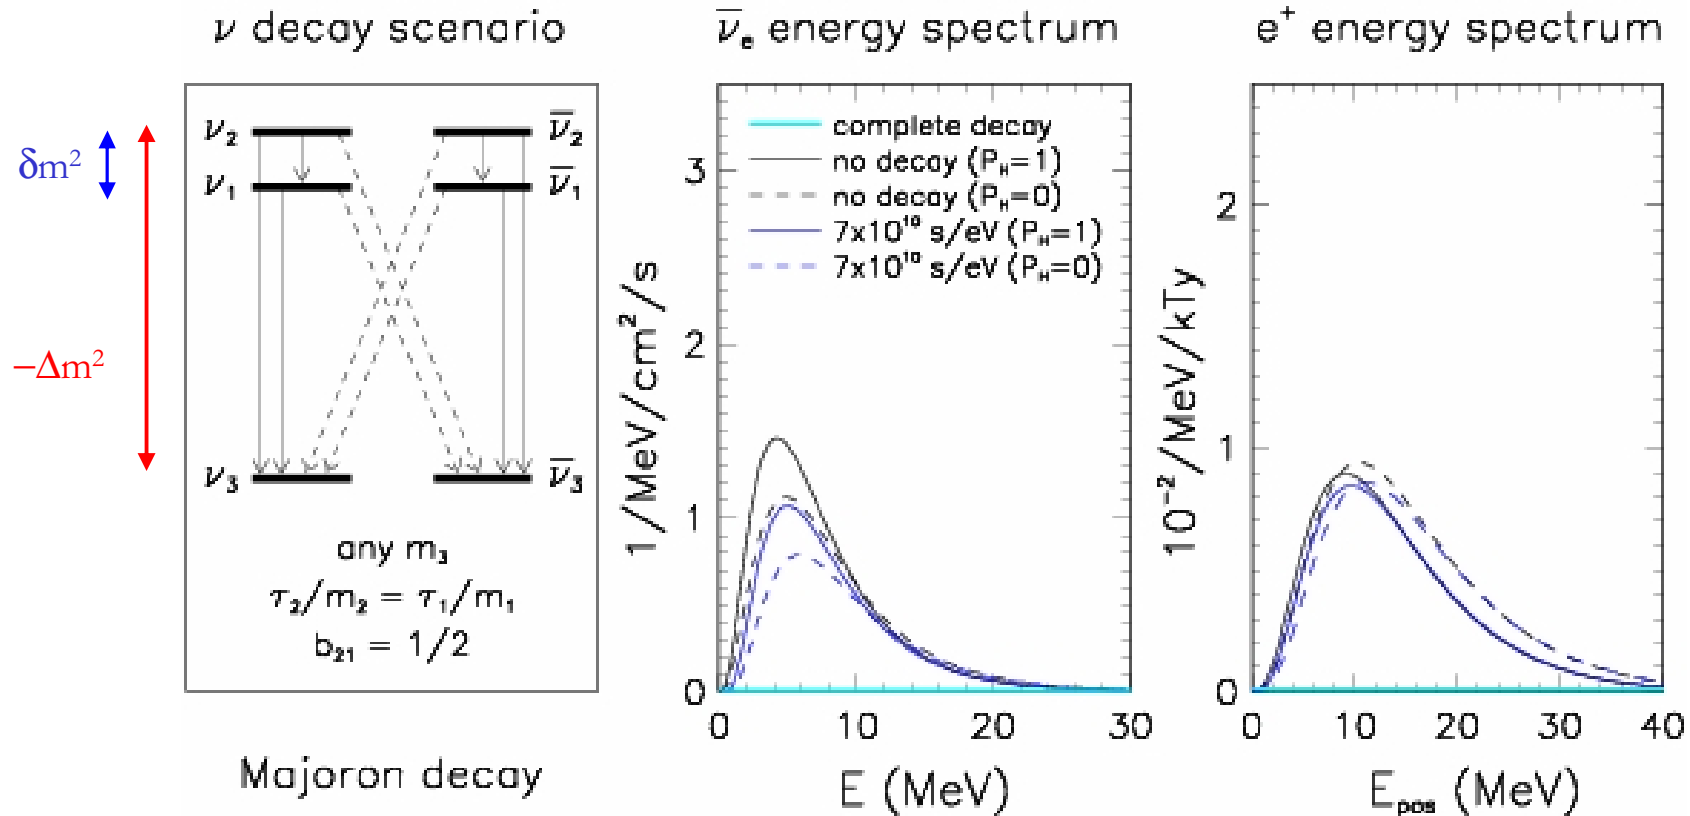 ν decay scenario
ν̅ₑ energy spectrum
e⁺ energy spectrum
δm²
−Δm²
ν₂
ν̅₂
ν₁
ν̅₁
ν₃
ν̅₃
any m₃
τ₂/m₂ = τ₁/m₁
b₂₁ = 1/2
Majoron decay
1/MeV/cm²/s
3
2
1
0
complete decay
no decay (P_H=1)
no decay (P_H=0)
7x10¹⁰ s/eV (P_H=1)
7x10¹⁰ s/eV (P_H=0)
0 10 20 30
E (MeV)
10⁻²/MeV/kTy
2
1
0
0 10 20 30 40
E_pos (MeV)